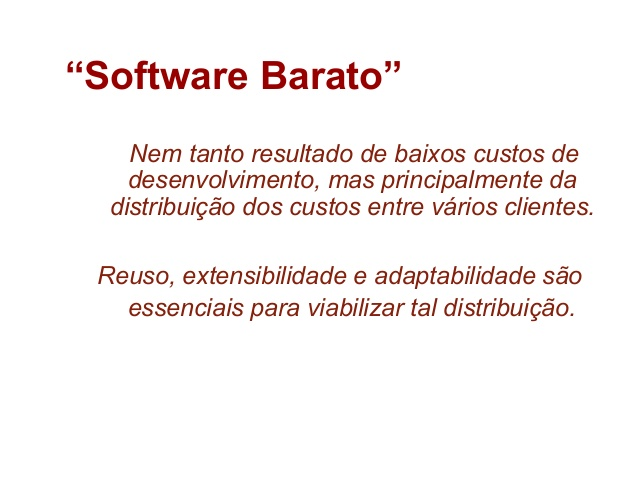 “Software Barato”
Nem tanto resultado de baixos custos de
desenvolvimento, mas principalmente da
distribuição dos custos entre vários clientes.
Reuso, extensibilidade e adaptabilidade são
essenciais para viabilizar tal distribuição.